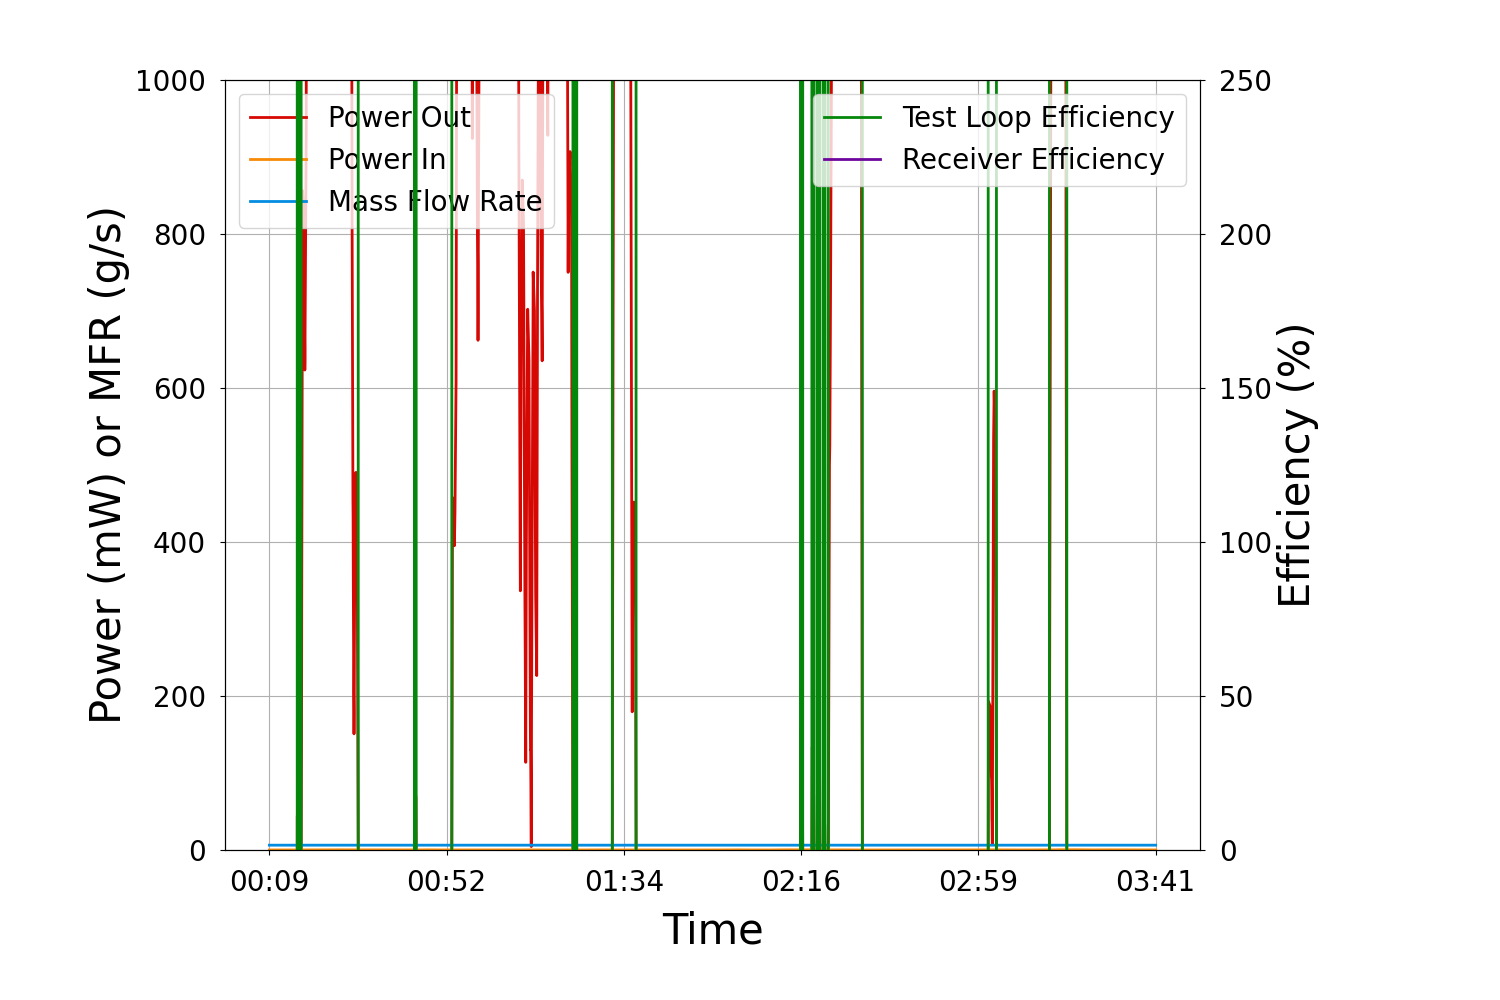 1000
800
600
400
200
0
Power (mW) or MFR (g/s)
Power Out
Power In
Mass Flow Rate
Test Loop Efficiency
Receiver Efficiency
250
200
150
100
50
0
Efficiency (%)
00:09 00:52 01:34 02:16 02:59 03:41
Time